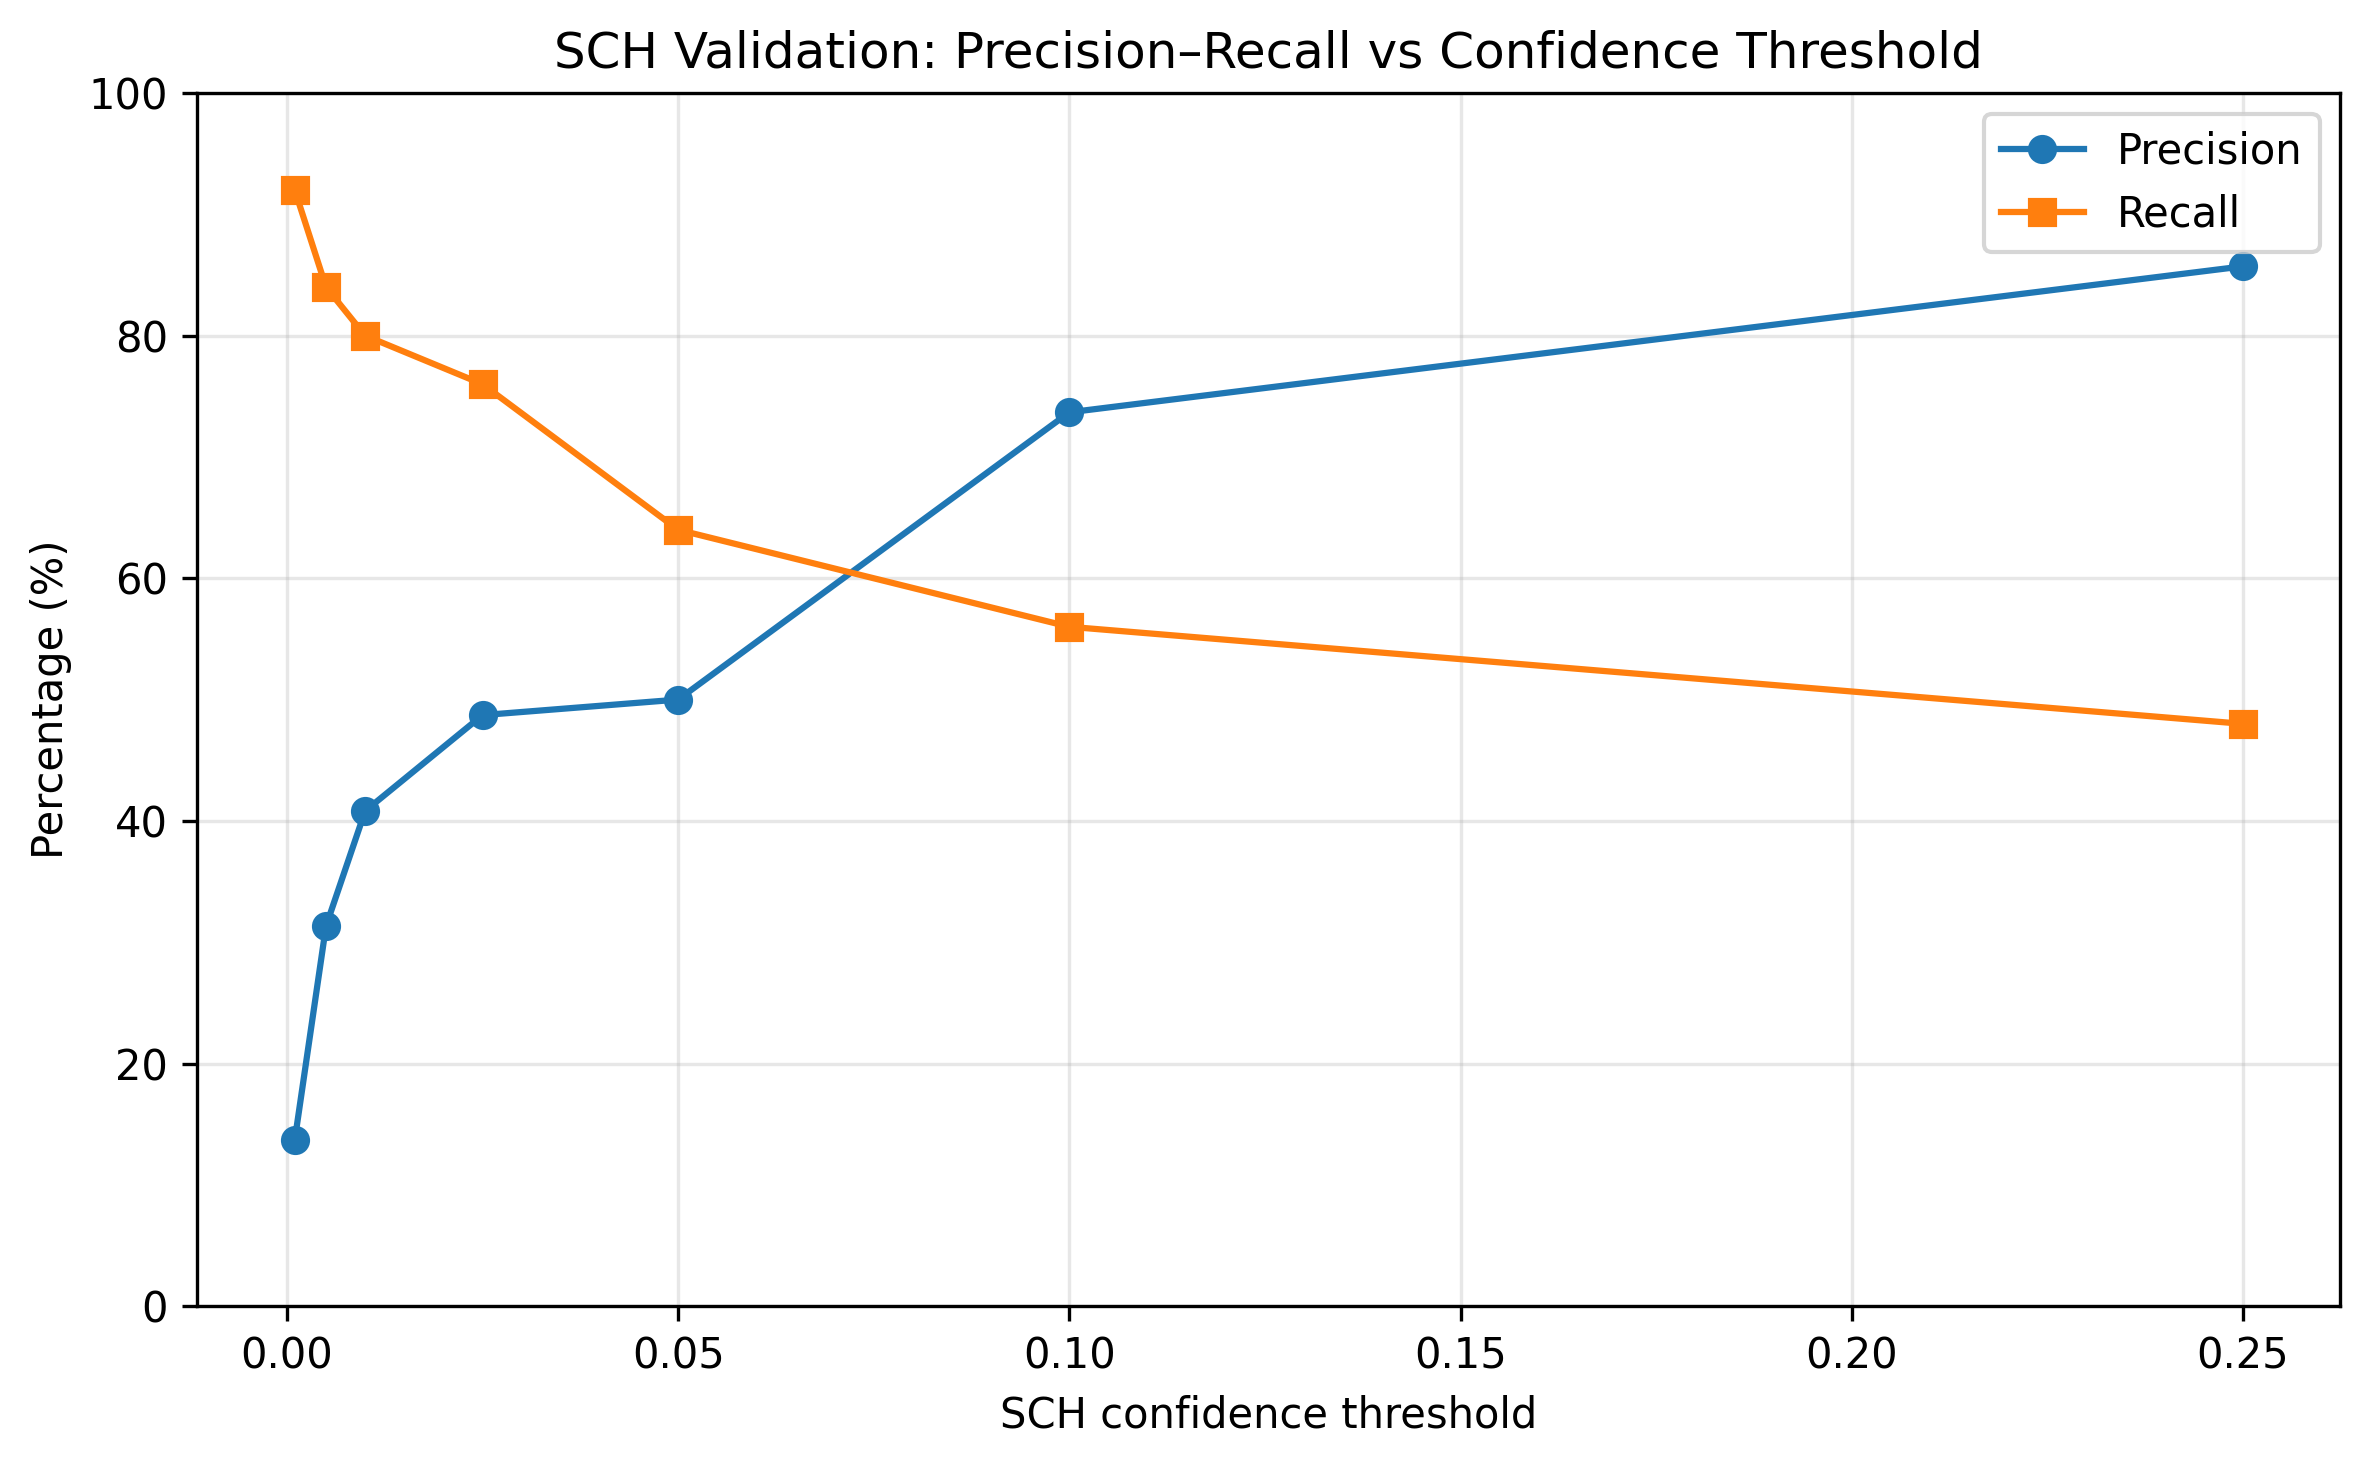 SCH Validation: Precision–Recall vs Confidence Threshold
100
80
60
40
20
0
Percentage (%)
Precision
Recall
0.00 0.05 0.10 0.15 0.20 0.25
SCH confidence threshold